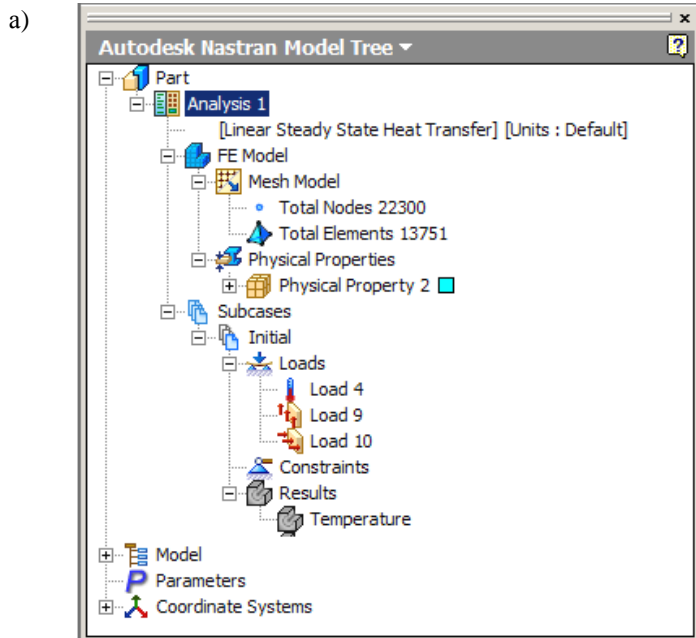 a)
x
Autodesk Nastran Model Tree
?
Part
Analysis 1
[Linear Steady State Heat Transfer] [Units : Default]
FE Model
Mesh Model
Total Nodes 22300
Total Elements 13751
Physical Properties
Physical Property 2
Subcases
Initial
Loads
Load 4
Load 9
Load 10
Constraints
Results
Temperature
Model
P Parameters
Coordinate Systems